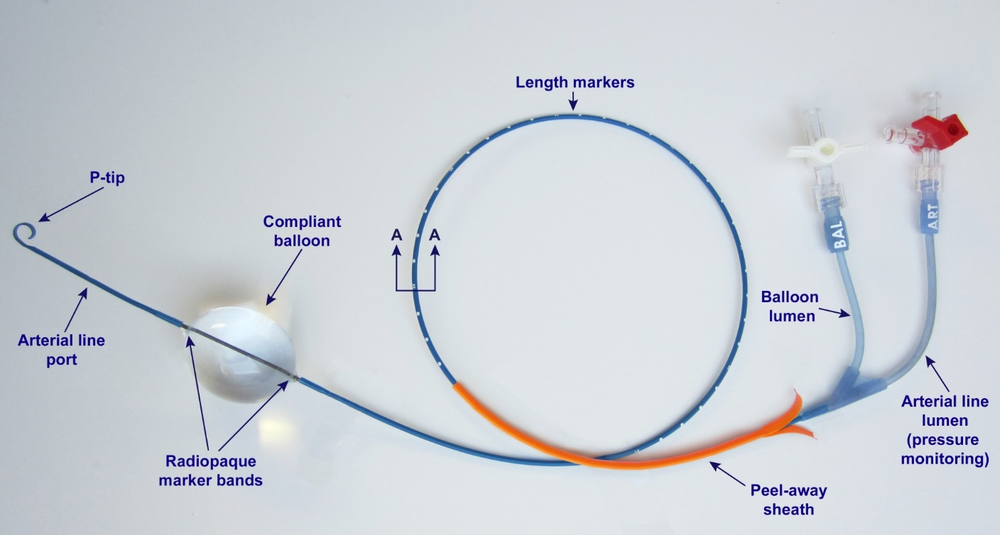 Length markers
P-tip
Compliant
balloon
A A
BAL
ART
Balloon
lumen
Arterial line
port
Arterial line
lumen
(pressure
monitoring)
Radiopaque
marker bands
Peel-away
sheath